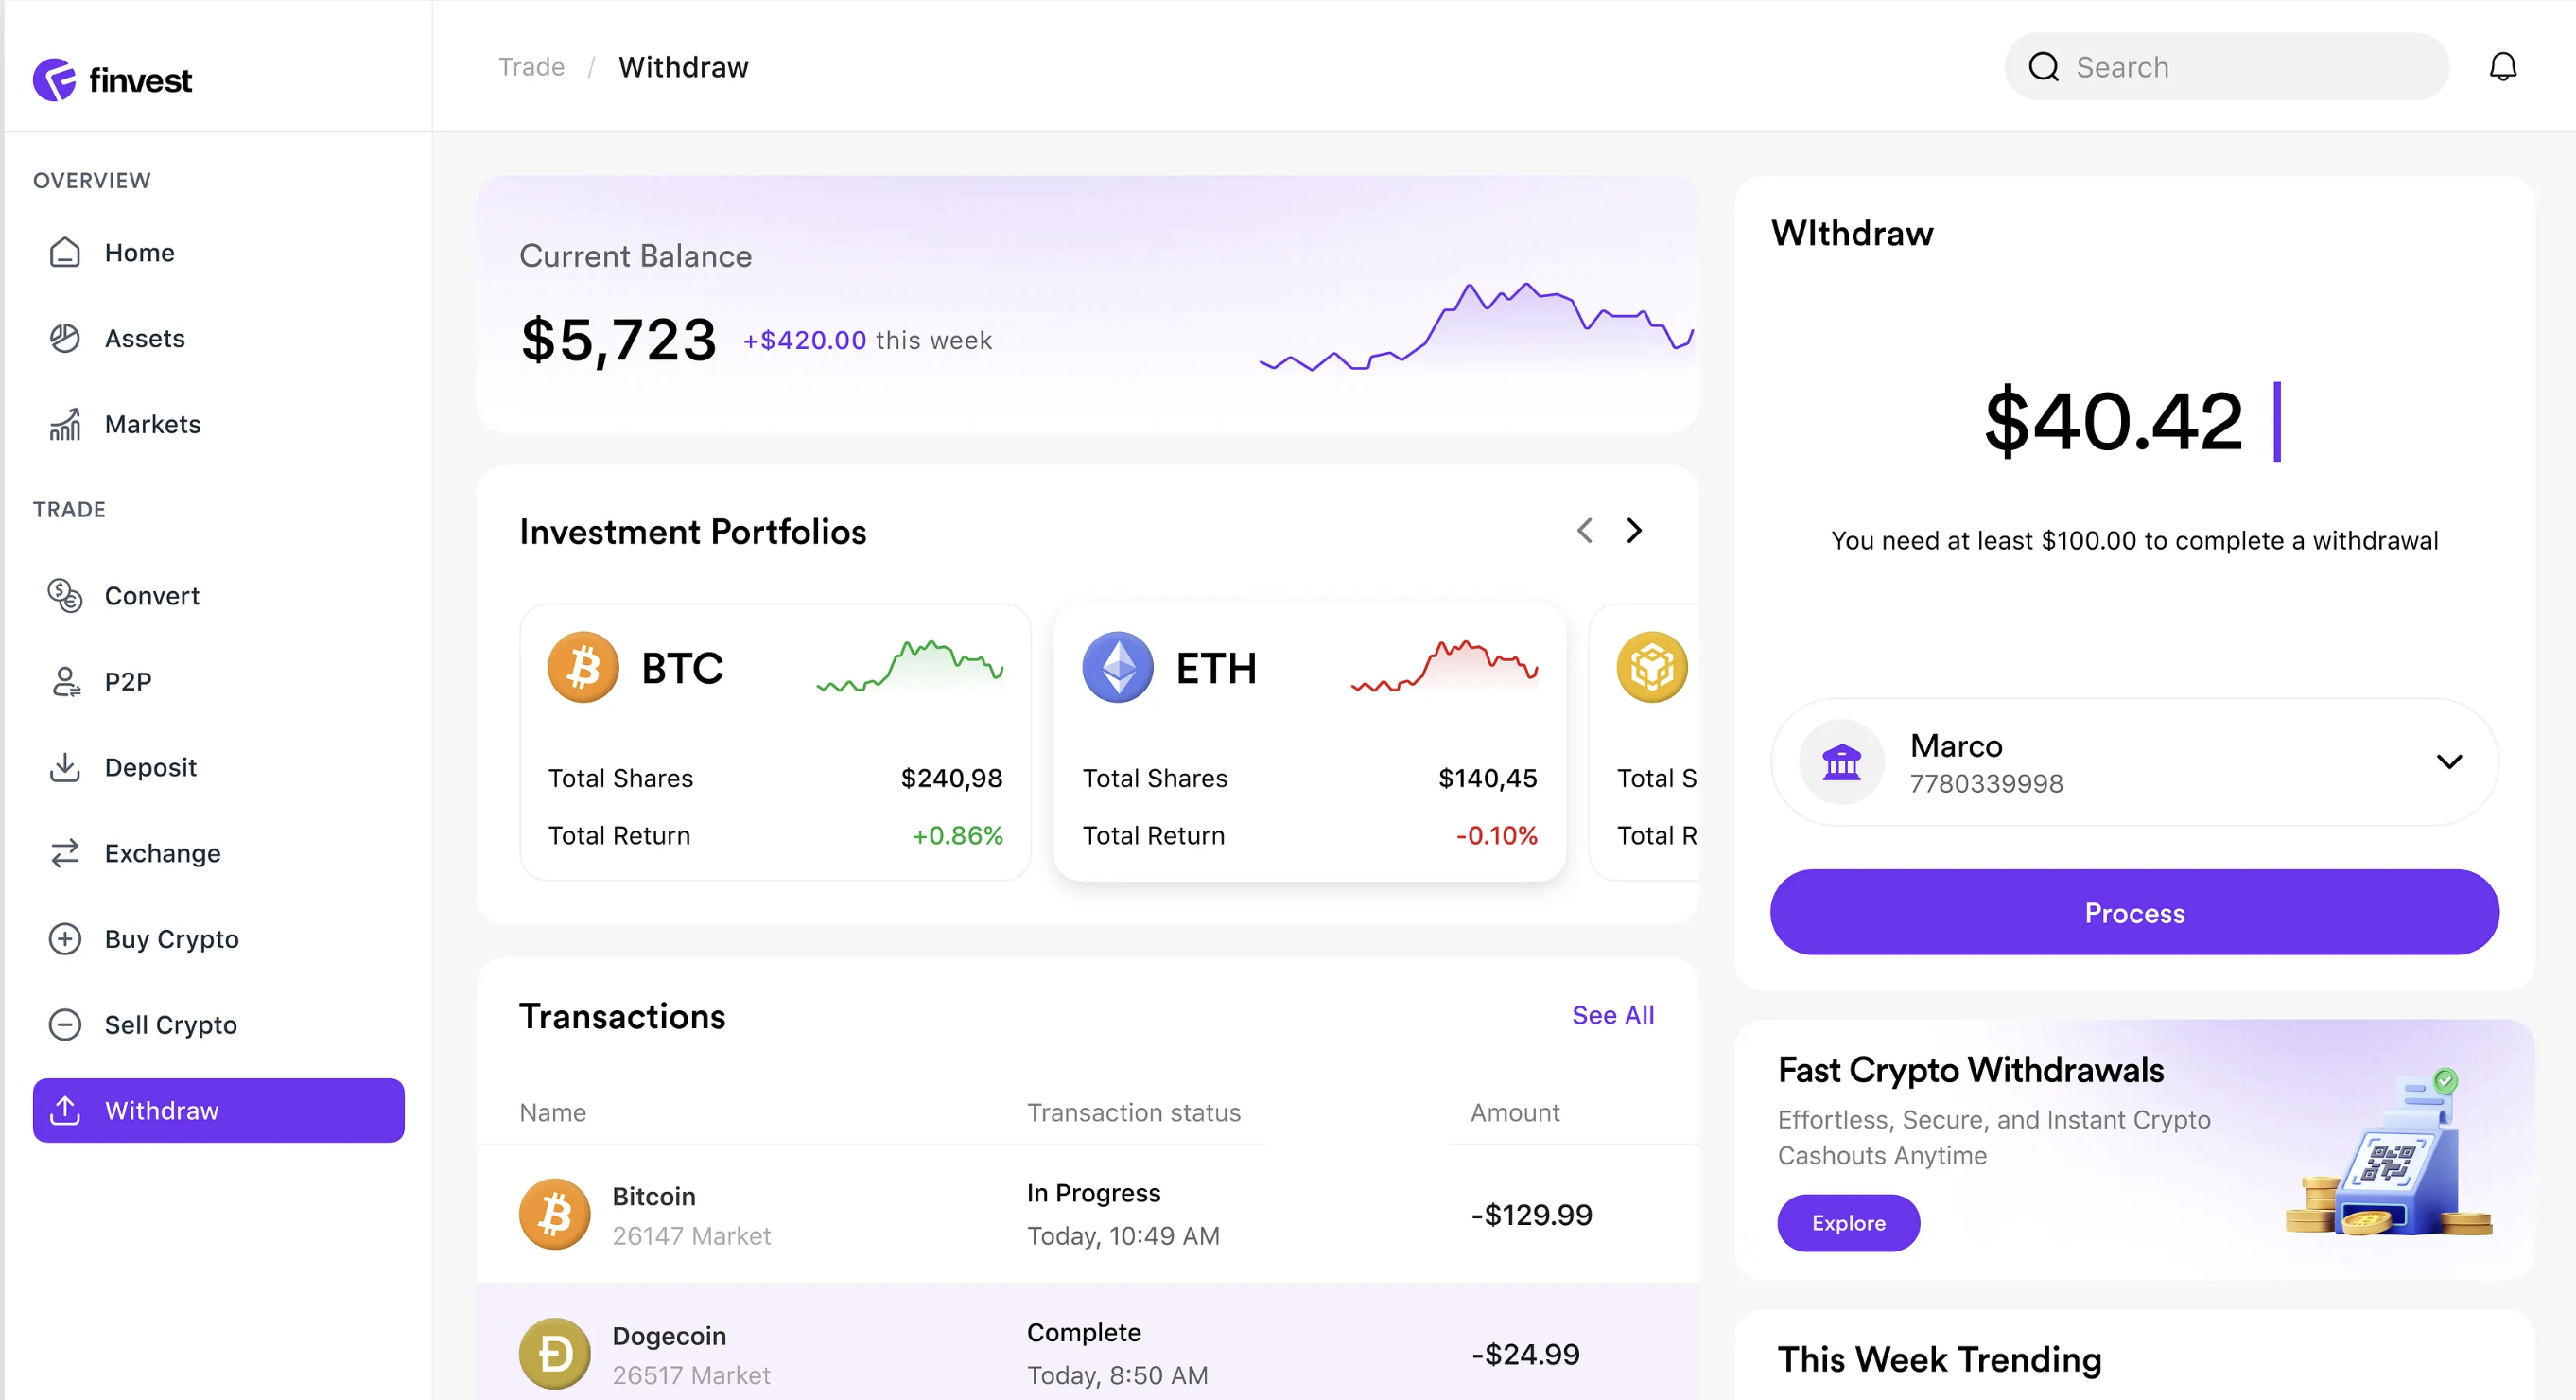 finvest
Trade / Withdraw
Search
OVERVIEW
Home
Assets
Markets
TRADE
Convert
P2P
Deposit
Exchange
Buy Crypto
Sell Crypto
Withdraw
Current Balance
$5,723 +$420.00 this week
Investment Portfolios
BTC
Total Shares $240,98
Total Return +0.86%
ETH
Total Shares $140,45
Total Return -0.10%
Total S
Total R
Transactions See All
Name Transaction status Amount
Bitcoin
26147 Market
In Progress
Today, 10:49 AM
-$129.99
Dogecoin
26517 Market
Complete
Today, 8:50 AM
-$24.99
WIthdraw
$40.42
You need at least $100.00 to complete a withdrawal
Marco
7780339998
Process
Fast Crypto Withdrawals
Effortless, Secure, and Instant Crypto
Cashouts Anytime
Explore
This Week Trending